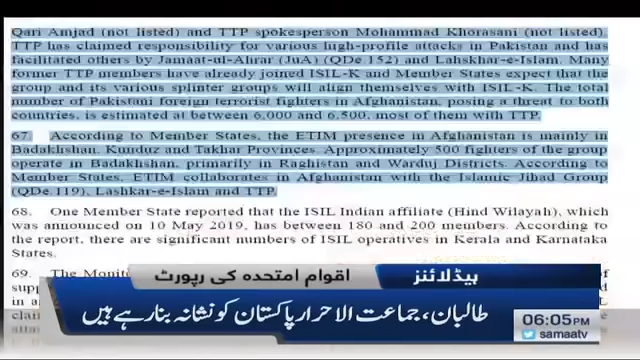 Qari Amjad (not listed) and TTP spokesperson Mohammad Khorasani (not listed).
TTP has claimed responsibility for various high-profile attacks in Pakistan and has
facilitated others by Jamaat-ul-Ahrar (JuA) (QDe.152) and Lahskhar-e-Islam. Many
former TTP members have already joined ISIL-K and Member States expect that the
group and its various splinter groups will align themselves with ISIL-K. The total
number of Pakistani foreign terrorist fighters in Afghanistan, posing a threat to both
countries, is estimated at between 6,000 and 6,500, most of them with TTP.
67. According to Member States, the ETIM presence in Afghanistan is mainly in
Badakhshan, Kunduz and Takhar Provinces. Approximately 500 fighters of the group
operate in Badakhshan, primarily in Raghistan and Warduj Districts. According to
Member States, ETIM collaborates in Afghanistan with the Islamic Jihad Group
(QDe.119), Lashkar-e-Islam and TTP.
68. One Member State reported that the ISIL Indian affiliate (Hind Wilayah), which
was announced on 10 May 2019, has between 180 and 200 members. According to
the report, there are significant numbers of ISIL operatives in Kerala and Karnataka
States.
69. The Monit
of
supp
in a
clai
ہیڈلائنز
اقوام امتحدہ کی رپورٹ
طالبان، جماعت الاحرار پاکستان کو نشانہ بنا رہے ہیں
06:05PM
samaatv